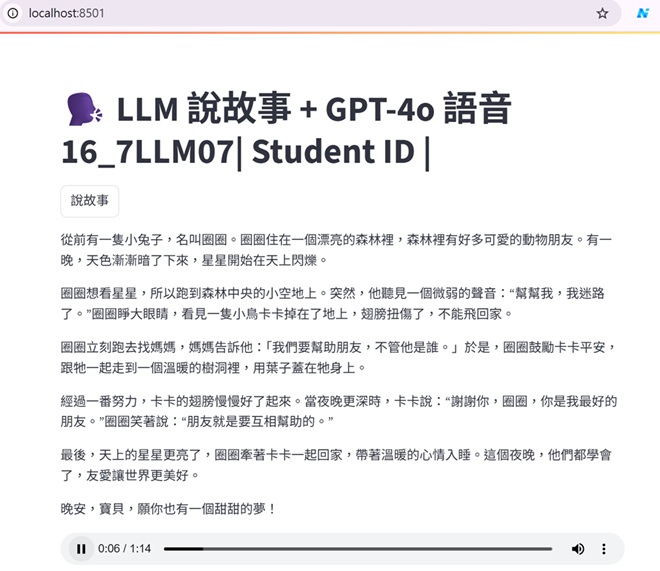 localhost:8501
LLM 說故事 + GPT-4o 語音
16_7LLM07| Student ID |
說故事
從前有一隻小兔子，名叫圈圈。圈圈住在一個漂亮的森林裡，森林裡有好多可愛的動物朋友。有一
晚，天色漸漸暗了下來，星星開始在天上閃爍。
圈圈想看星星，所以跑到森林中央的小空地上。突然，他聽見一個微弱的聲音：“幫幫我，我迷路
了。”圈圈睜大眼睛，看見一隻小鳥卡卡掉在了地上，翅膀扭傷了，不能飛回家。
圈圈立刻跑去找媽媽，媽媽告訴他：「我們要幫助朋友，不管他是誰。」於是，圈圈鼓勵卡卡平安，
跟牠一起走到一個溫暖的樹洞裡，用葉子蓋在牠身上。
經過一番努力，卡卡的翅膀慢慢好了起來。當夜晚更深時，卡卡說：“謝謝你，圈圈，你是我最好的
朋友。”圈圈笑著說：“朋友就是要互相幫助的。”
最後，天上的星星更亮了，圈圈牽著卡卡一起回家，帶著溫暖的心情入睡。這個夜晚，他們都學會
了，友愛讓世界更美好。
晚安，寶貝，願你也有一個甜甜的夢！
0:06 / 1:14